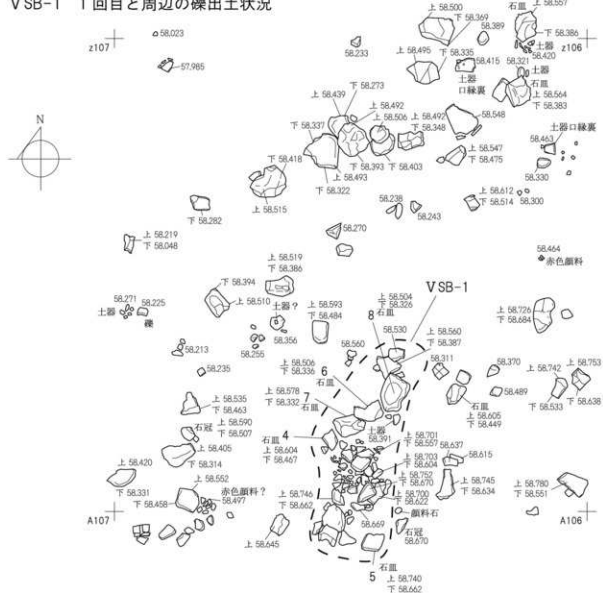 VSB-1 1回目と周辺の礫出土状況
z107
58.023
57.985
58.233
上 58.500
下 58.369
58.389
石皿
上 58.557
下 58.386
土器
58.420
z106
上 58.495
下 58.335
58.415
土器
口縁裏
58.321
土器
石皿
上 58.564
下 58.383
下 58.273
上 58.439
上 58.492
上 58.506
下 58.337
上 58.492
下 58.348
58.548
土器口縁裏
58.463
58.330
N
下 58.418
下 58.393
下 58.403
上 58.493
下 58.322
上 58.547
下 58.475
上 58.515
下 58.282
58.238
58.243
上 58.612
下 58.514
58.300
上 58.219
下 58.048
58.270
58.464
赤色顔料
上 58.519
下 58.386
下 58.394
上 58.510
VSB-1
58.271
土器
58.225
礫
土器?
58.356
58.255
上 58.593
下 58.484
上 58.504
下 58.326
石皿
8
58.530
上 58.560
下 58.387
上 58.726
下 58.684
58.213
58.560
58.311
58.235
上 58.506
下 58.336
石皿
6
58.370
上 58.742
下 58.533
上 58.753
下 58.638
58.489
上 58.535
下 58.463
上 58.578
下 58.332
石皿
7
石皿
上 58.605
下 58.449
石冠
上 58.590
下 58.507
4
石皿
上 58.604
下 58.467
土器
58.391
上 58.701
下 58.557
58.637
58.615
上 58.405
下 58.314
上 58.703
下 58.604
上 58.420
下 58.331
上 58.552
下 58.458
赤色顔料?
58.497
上 58.752
下 58.670
上 58.745
下 58.634
上 58.780
下 58.551
上 58.746
下 58.662
上 58.700
下 58.622
顔料石
A107
上 58.645
58.669
石冠
58.670
A106
石皿
5
上 58.740
下 58.662